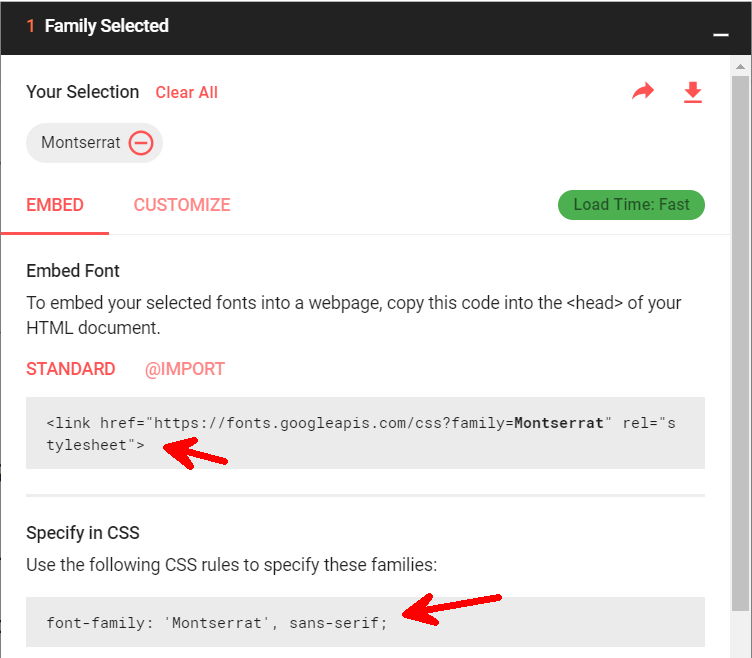 1 Family Selected
Your Selection Clear All
Montserrat
EMBED CUSTOMIZE Load Time: Fast
Embed Font
To embed your selected fonts into a webpage, copy this code into the <head> of your
HTML document.
STANDARD @IMPORT
<link href="https://fonts.googleapis.com/css?family=Montserrat" rel="s
tylesheet">
Specify in CSS
Use the following CSS rules to specify these families:
font-family: 'Montserrat', sans-serif;